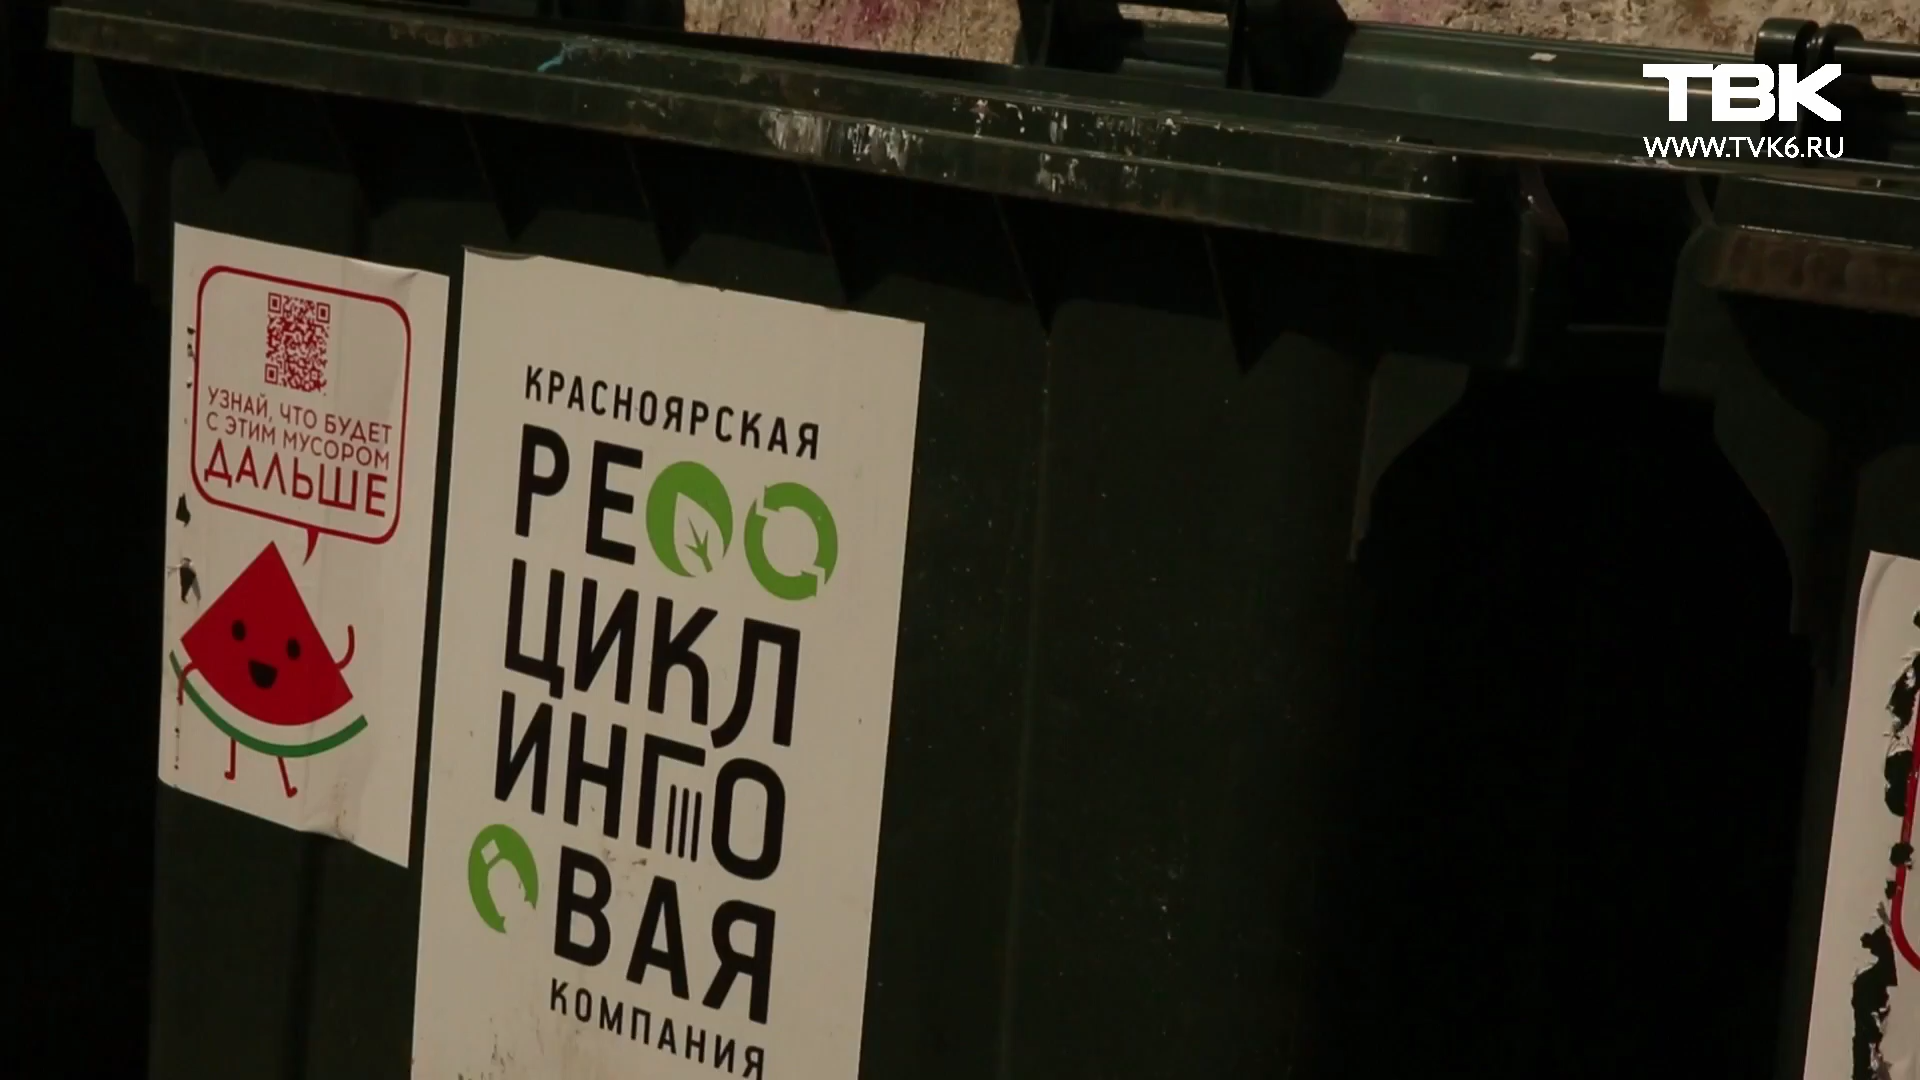 ТВК
WWW.TVK6.RU
УЗНАЙ, ЧТО БУДЕТ
С ЭТИМ МУСОРОМ
ДАЛЬШЕ
КРАСНОЯРСКАЯ
РЕ
ЦИКЛ
ИНГО
ВАЯ
КОМПАНИЯ